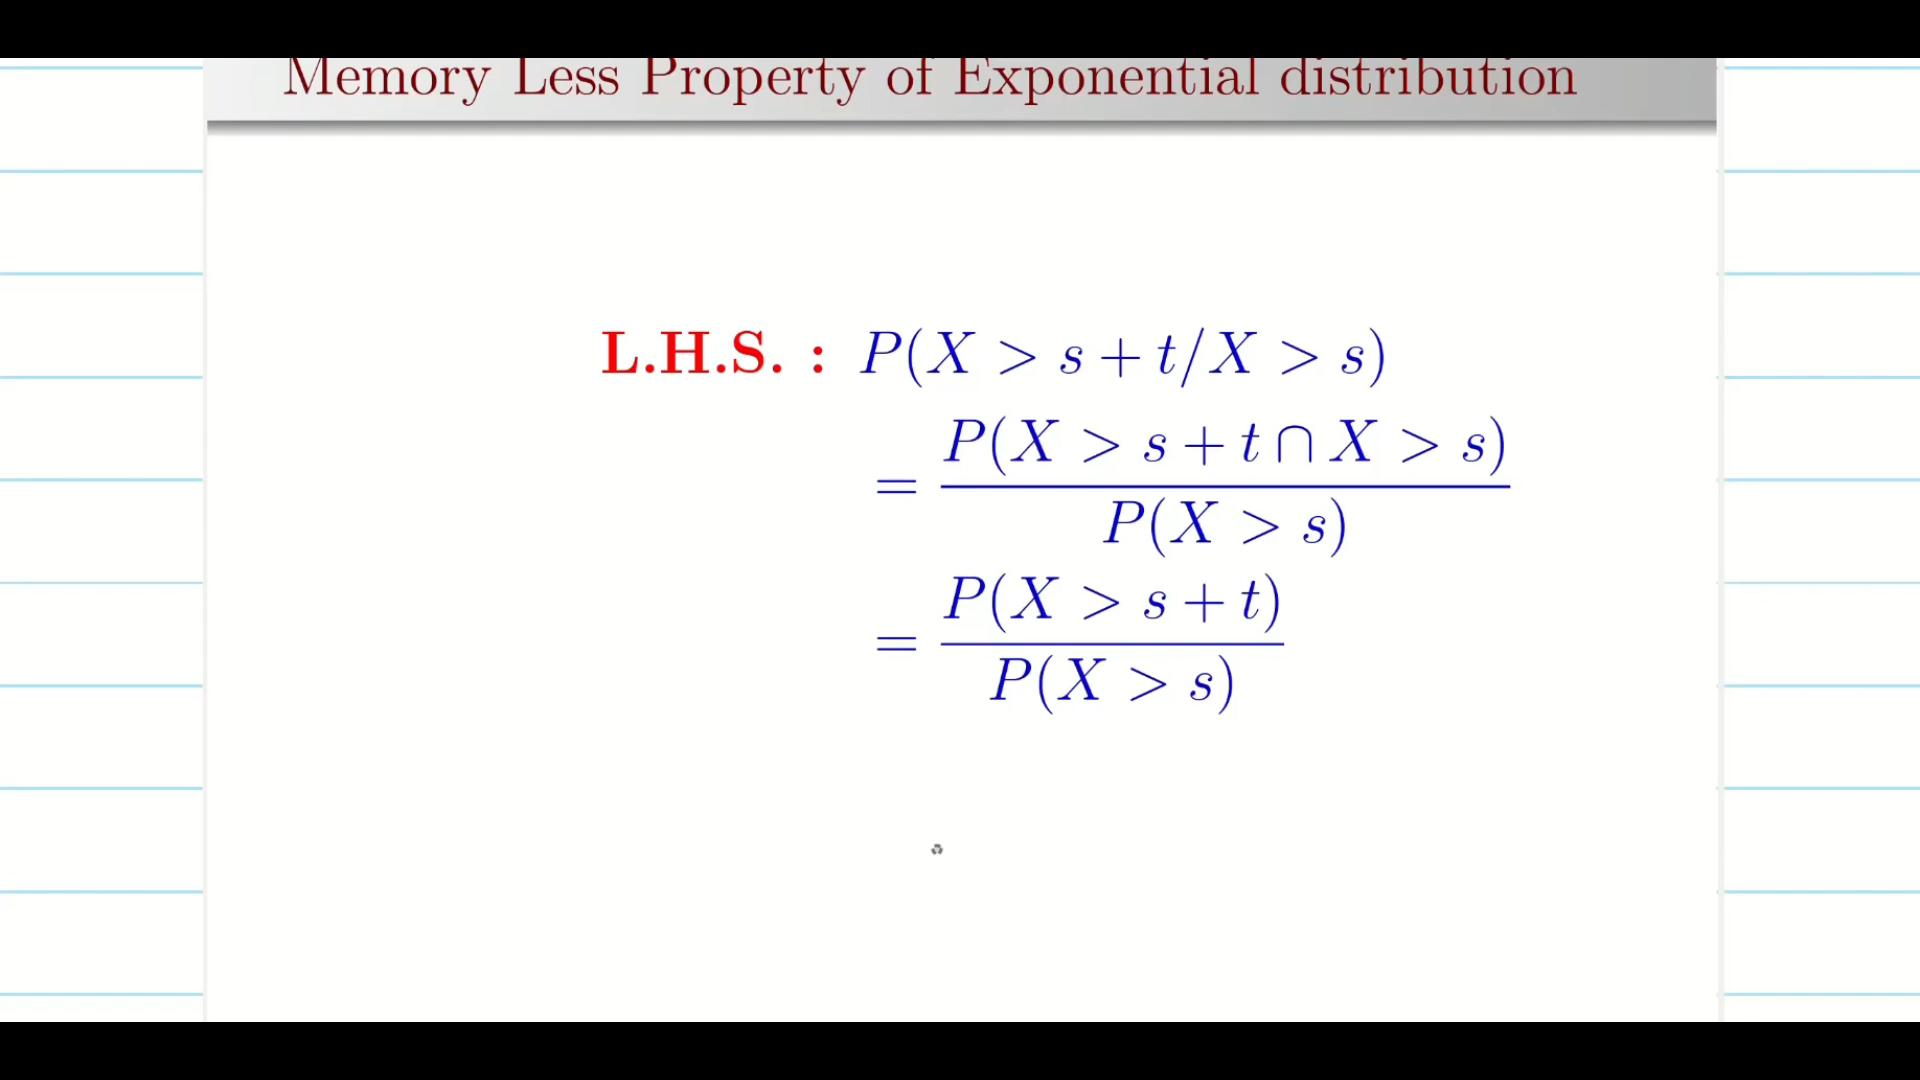 Memory Less Property of Exponential distribution
L.H.S. : P(X > s + t/X > s)
= P(X > s + t ∩ X > s)
P(X > s)
= P(X > s + t)
P(X > s)